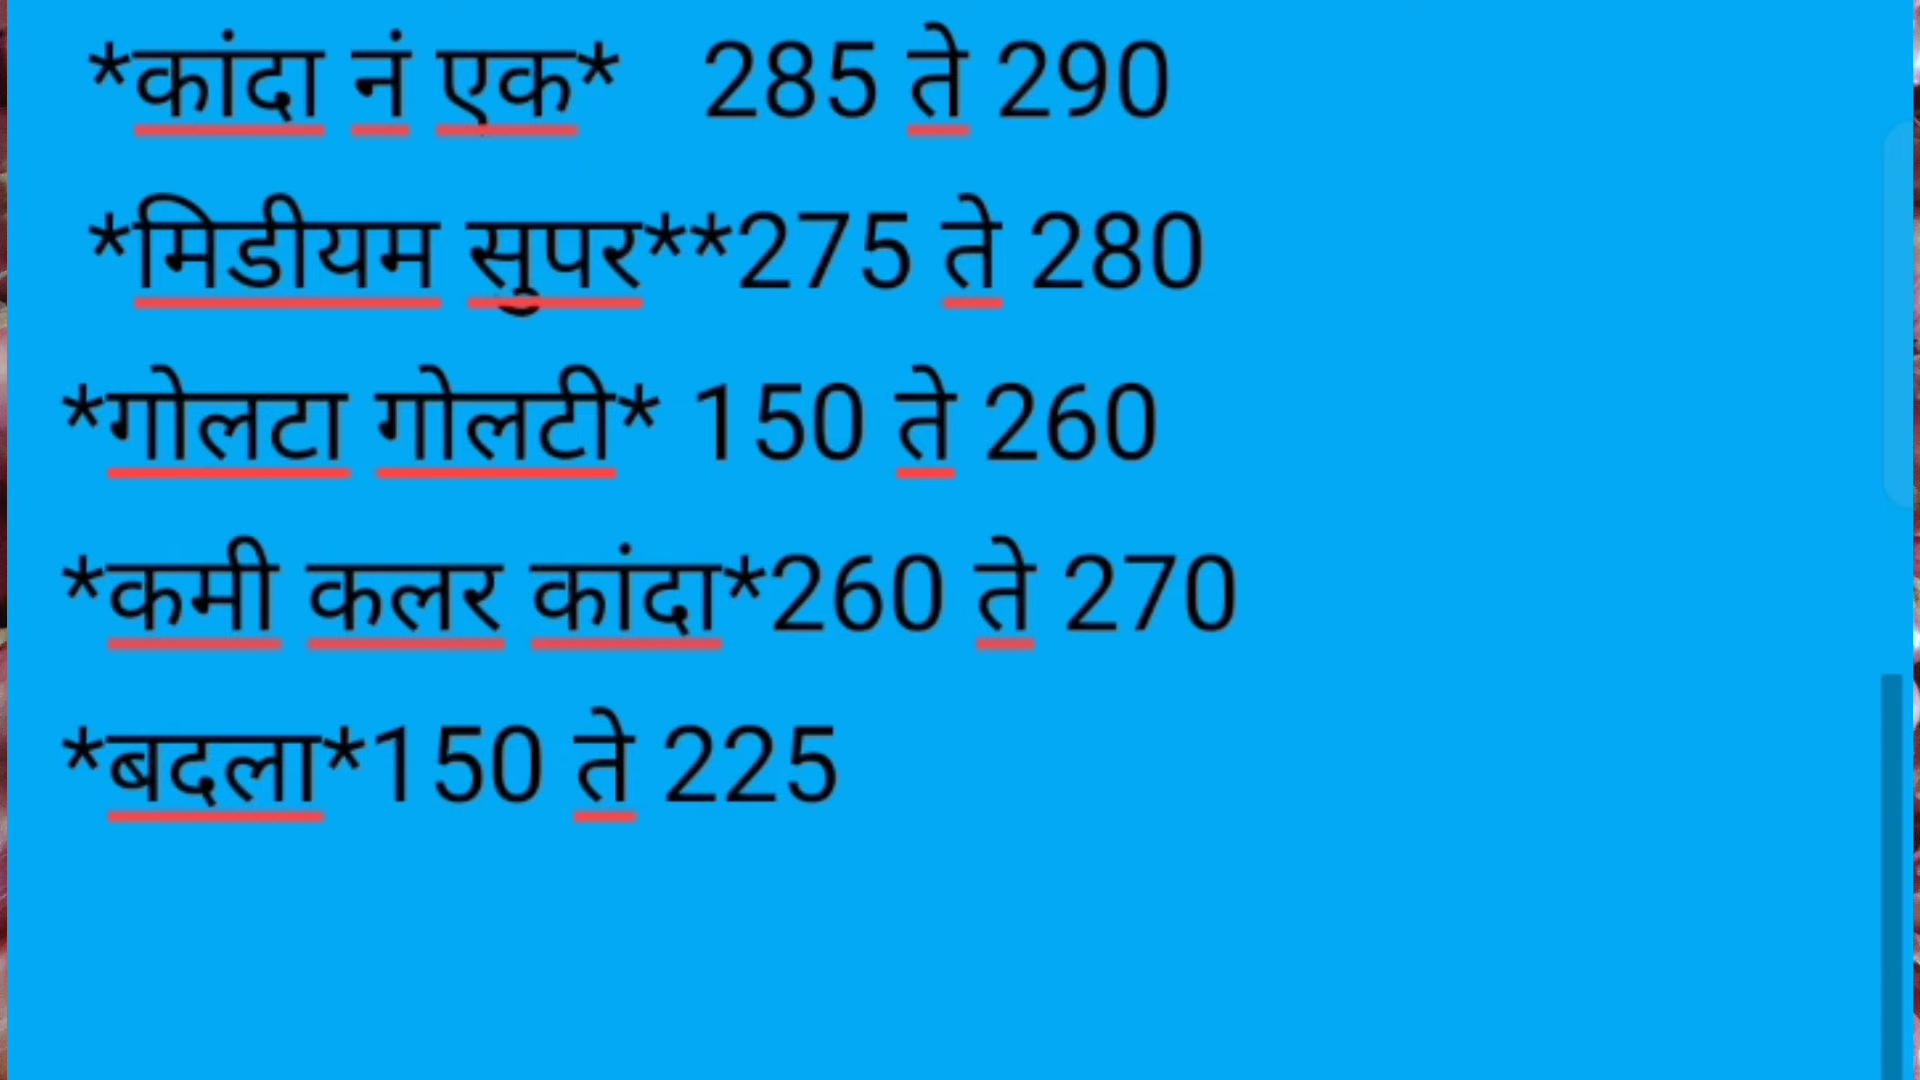 *कांदा नं एक* 285 ते 290
*मिडीयम सुपर**275 ते 280
*गोलटा गोलटी* 150 ते 260
*कमी कलर कांदा*260 ते 270
*बदला*150 ते 225